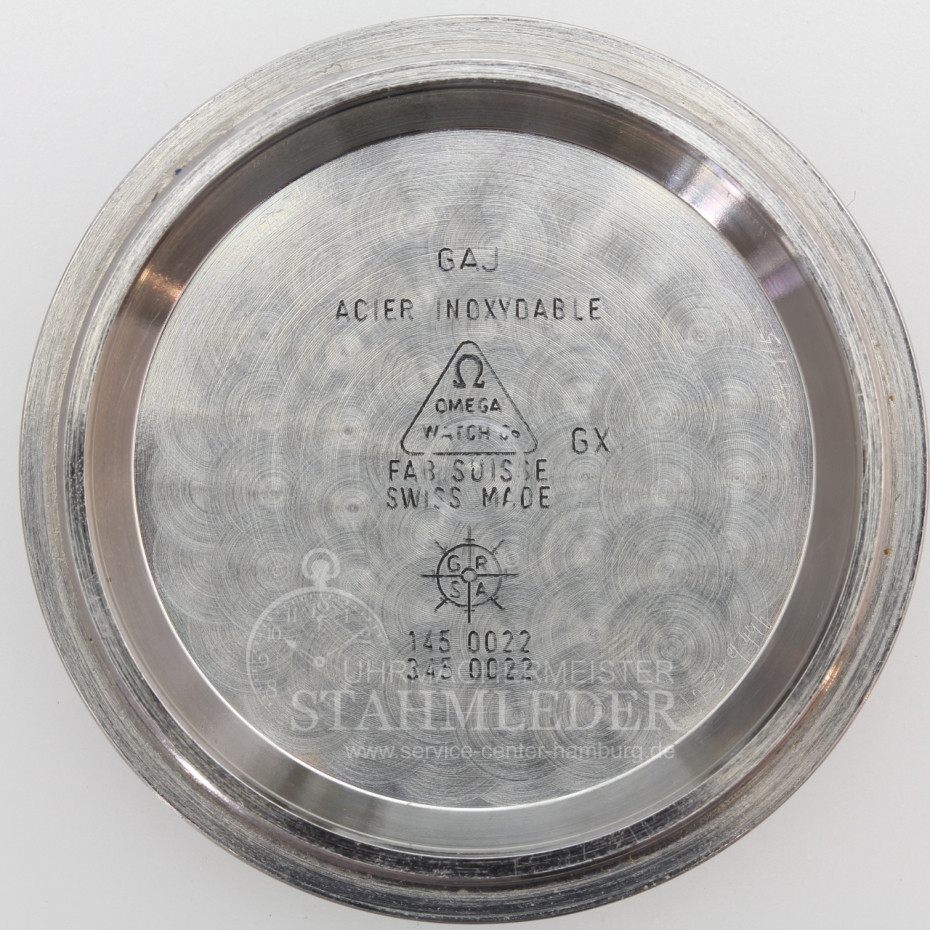 GAJ
ACIER INOXYDABLE
Ω
OMEGA
WATCH Co
GX
FAB. SUISSE
SWISS MADE
G R
S A
145 0022
345 0022
UHRMACHERMEISTER
STAHMLEDER
www.service-center-hamburg.de